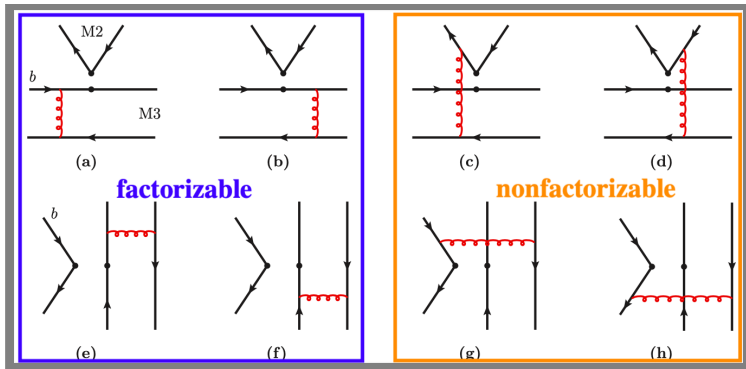 M2
b
M3
(a) (b) (c) (d)
factorizable nonfactorizable
b
(e) (f) (g) (h)